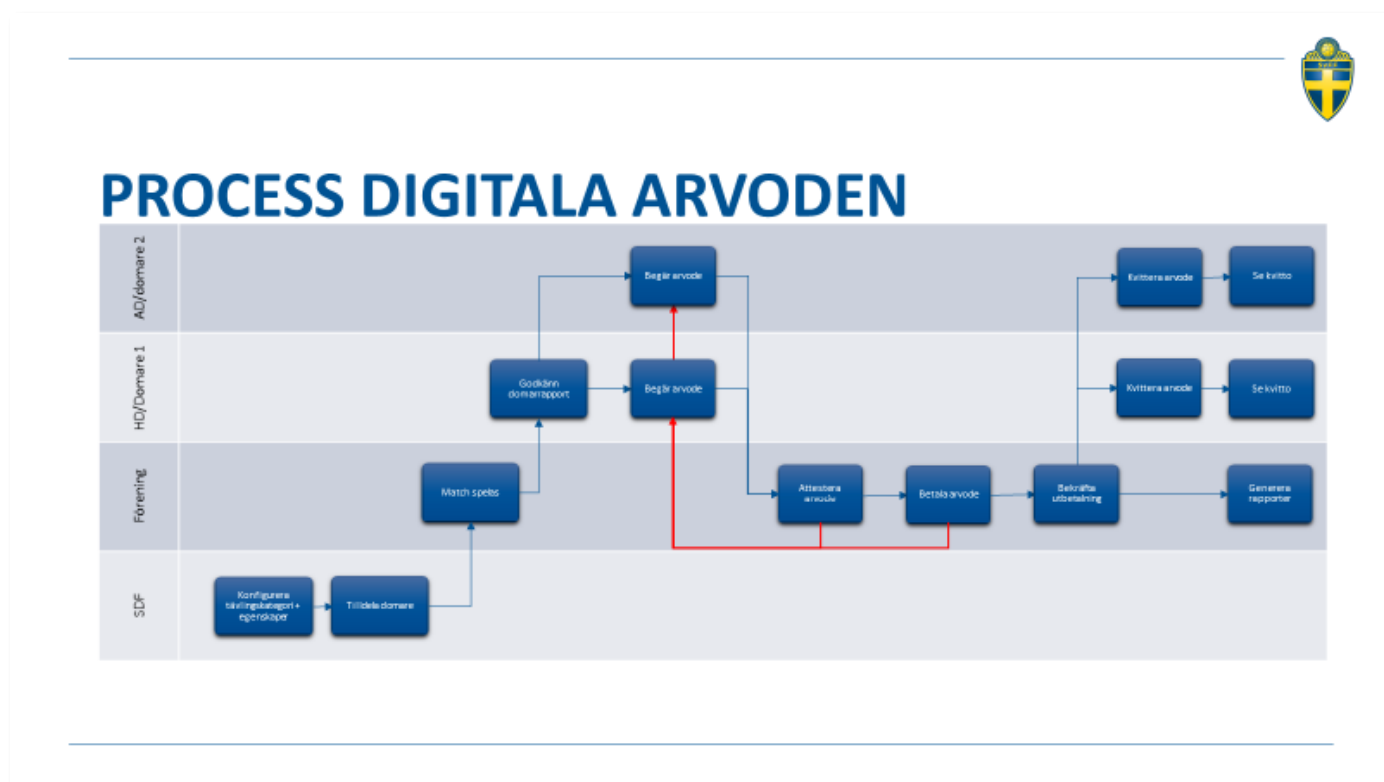 PROCESS DIGITALA ARVODEN
AD/domare 2
Begär arvode
Kvittera arvode
Se kvitto
HD/Domare 1
Godkänn
domarrapport
Begär arvode
Kvittera arvode
Se kvitto
Förening
Match spelas
Attestera
arvode
Betala arvode
Bekräfta
utbetalning
Generera
rapporter
SDF
Konfigurera
tävlingskategori +
egenskaper
Tilldela domare